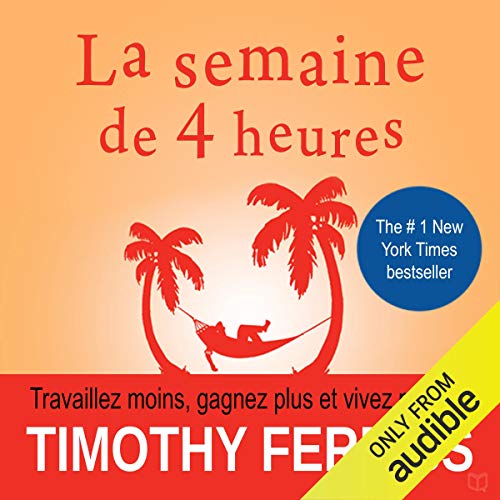 La semaine
de 4 heures
The # 1 New
York Times
bestseller
Travaillez moins, gagnez plus et vivez
TIMOTHY
ONLY FROM
audible